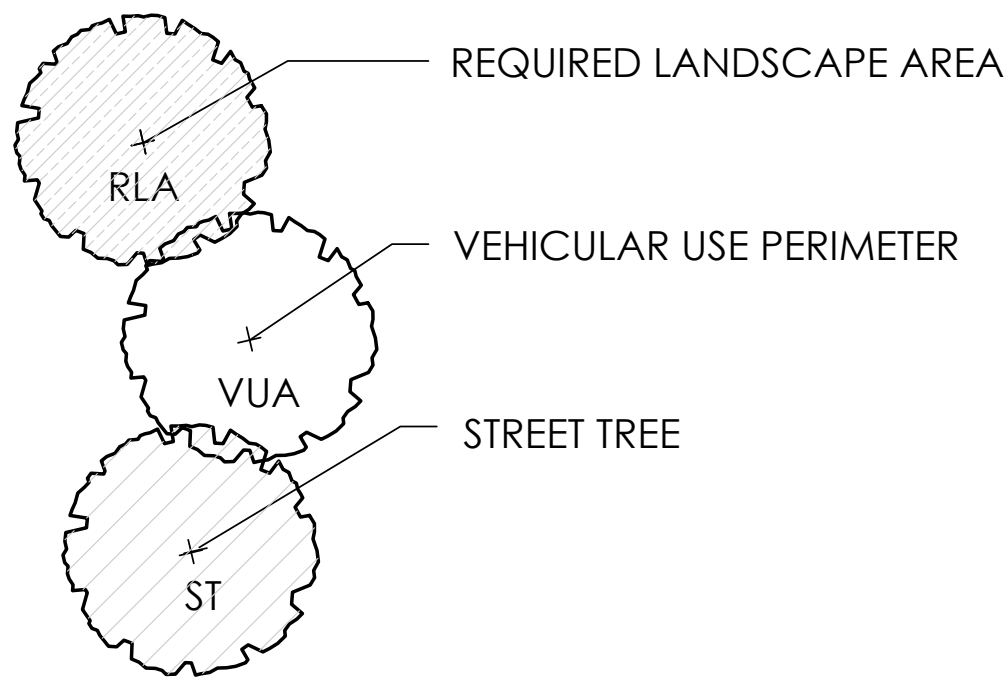 REQUIRED LANDSCAPE AREA
RLA
VEHICULAR USE PERIMETER
VUA
STREET TREE
ST